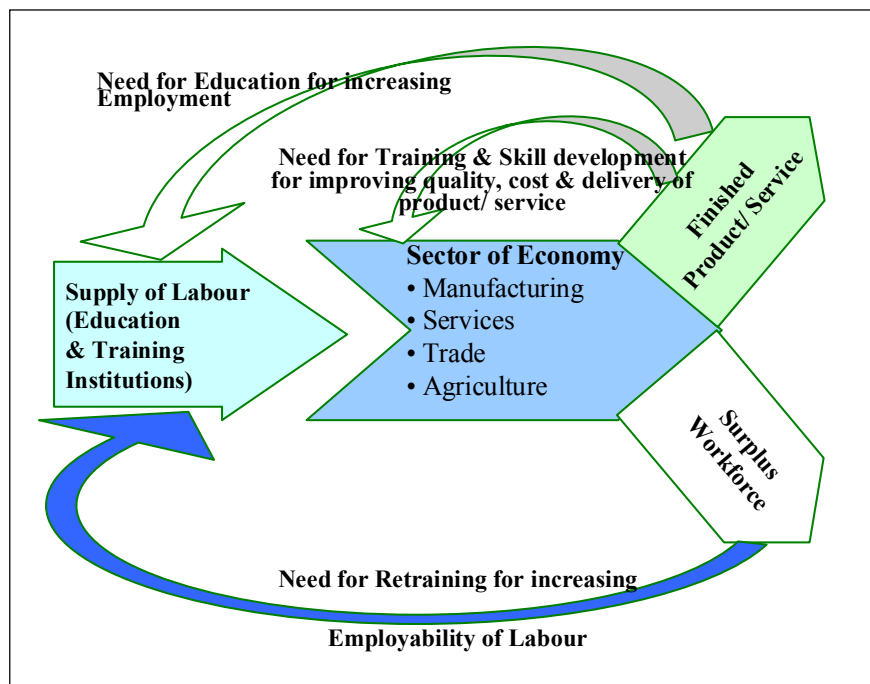 Need for Education for increasing
Employment
Need for Training & Skill development
for improving quality, cost & delivery of
product/ service
Finished
Product/ Service
Sector of Economy
• Manufacturing
• Services
• Trade
• Agriculture
Supply of Labour
(Education
& Training
Institutions)
Surplus
Workforce
Need for Retraining for increasing
Employability of Labour